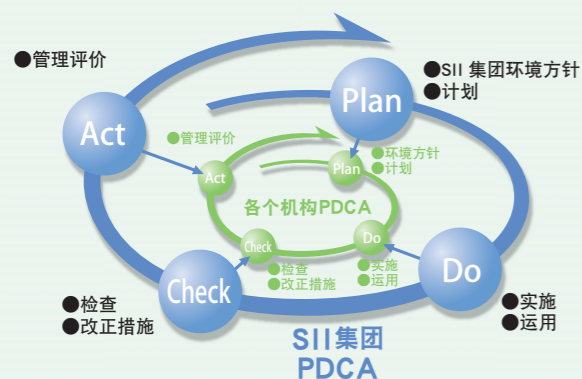 ●管理评价
●SII 集团环境方针
●计划
Plan
Act
●管理评价
●环境方针
●计划
Plan
Act
各个机构PDCA
Do
Check
●检查
●改正措施
●实施
●运用
Do
Check
●检查
●改正措施
●实施
●运用
SII集团
PDCA